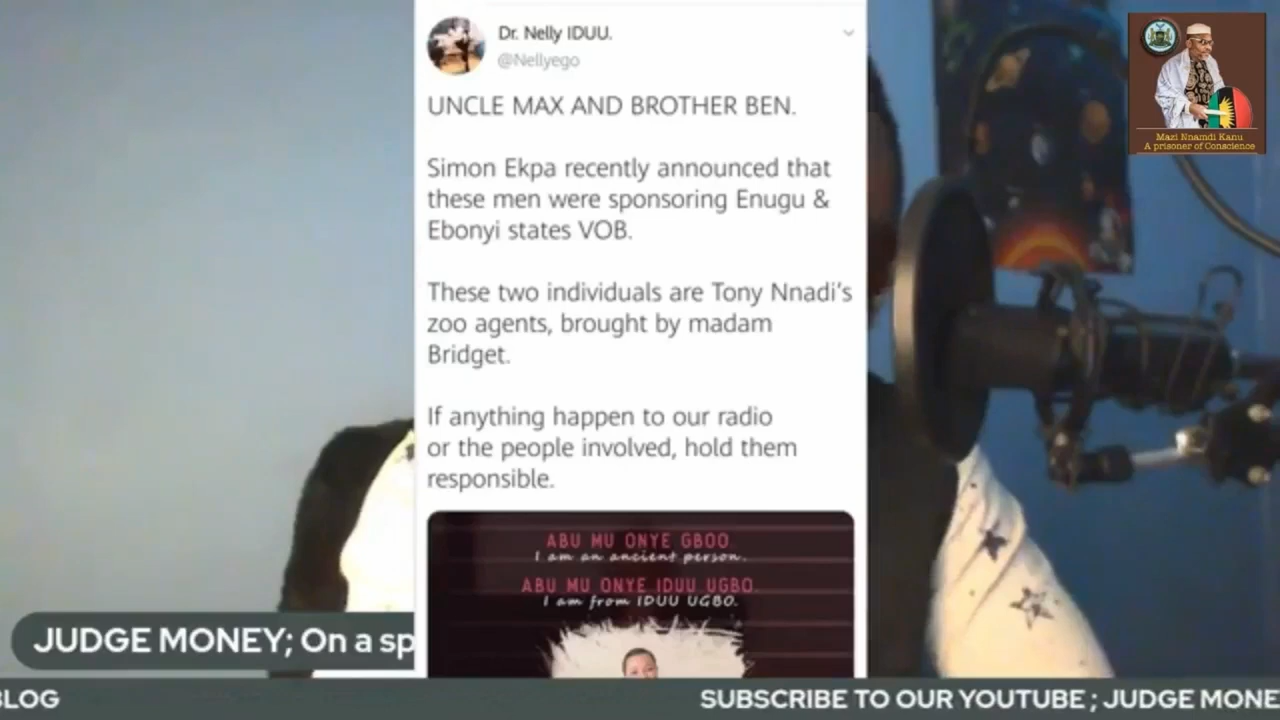 Dr. Nelly IDUU.
@Nellyego
UNCLE MAX AND BROTHER BEN.
Simon Ekpa recently announced that
these men were sponsoring Enugu &
Ebonyi states VOB.
These two individuals are Tony Nnadi's
zoo agents, brought by madam
Bridget.
If anything happen to our radio
or the people involved, hold them
responsible.
ABU MU ONYE GBOO
I am an ancient person.
ABU MU ONYE IDUU UGBO.
I am from IDUU UGBO.
Mazi Nnamdi Kanu
A prisoner of Conscience
JUDGE MONEY; On a sp
BLOG
SUBSCRIBE TO OUR YOUTUBE ; JUDGE MONE